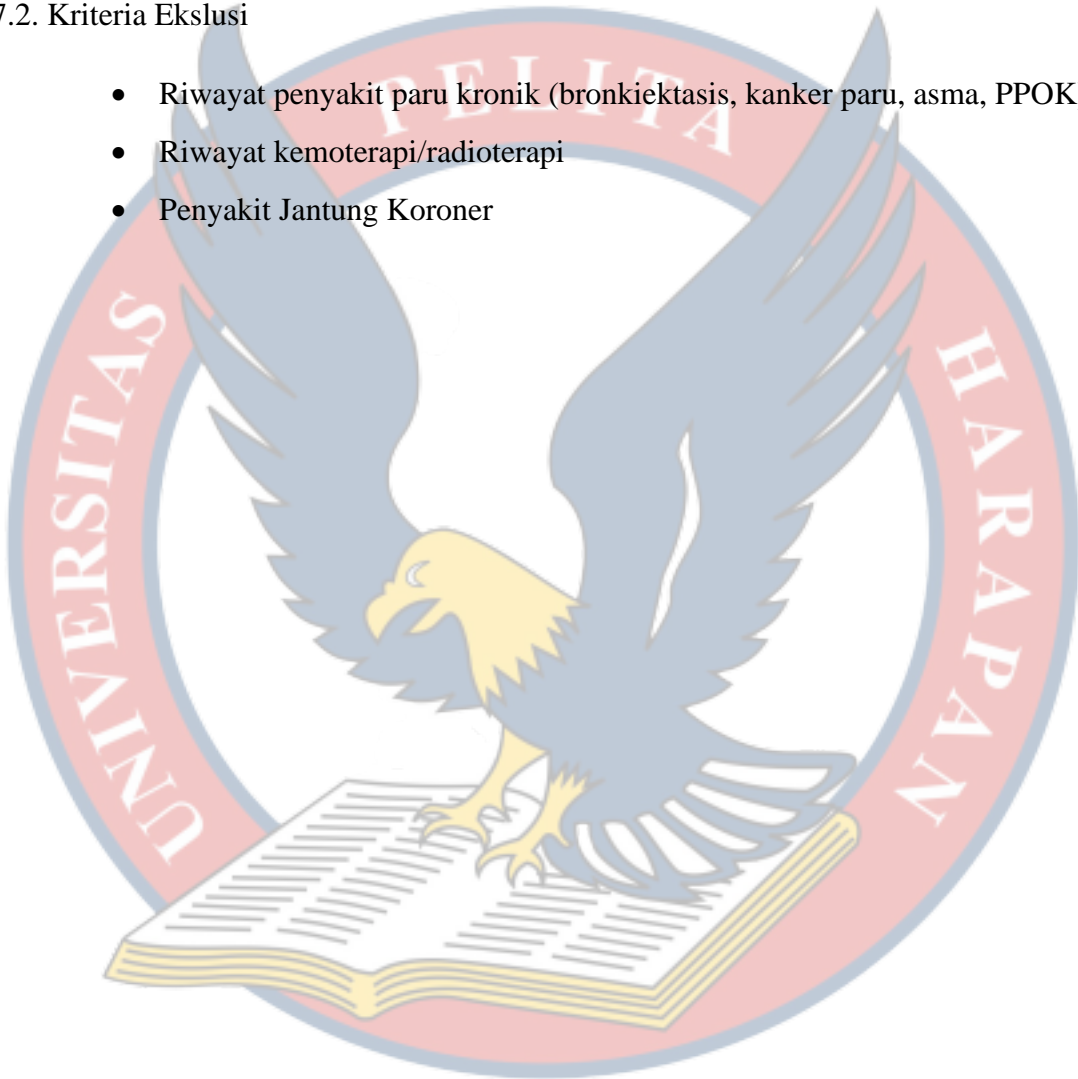 7.2. Kriteria Ekslusi
• Riwayat penyakit paru kronik (bronkiektasis, kanker paru, asma, PPOK
• Riwayat kemoterapi/radioterapi
• Penyakit Jantung Koroner
UNIVERSITAS PELITA HARAPAN